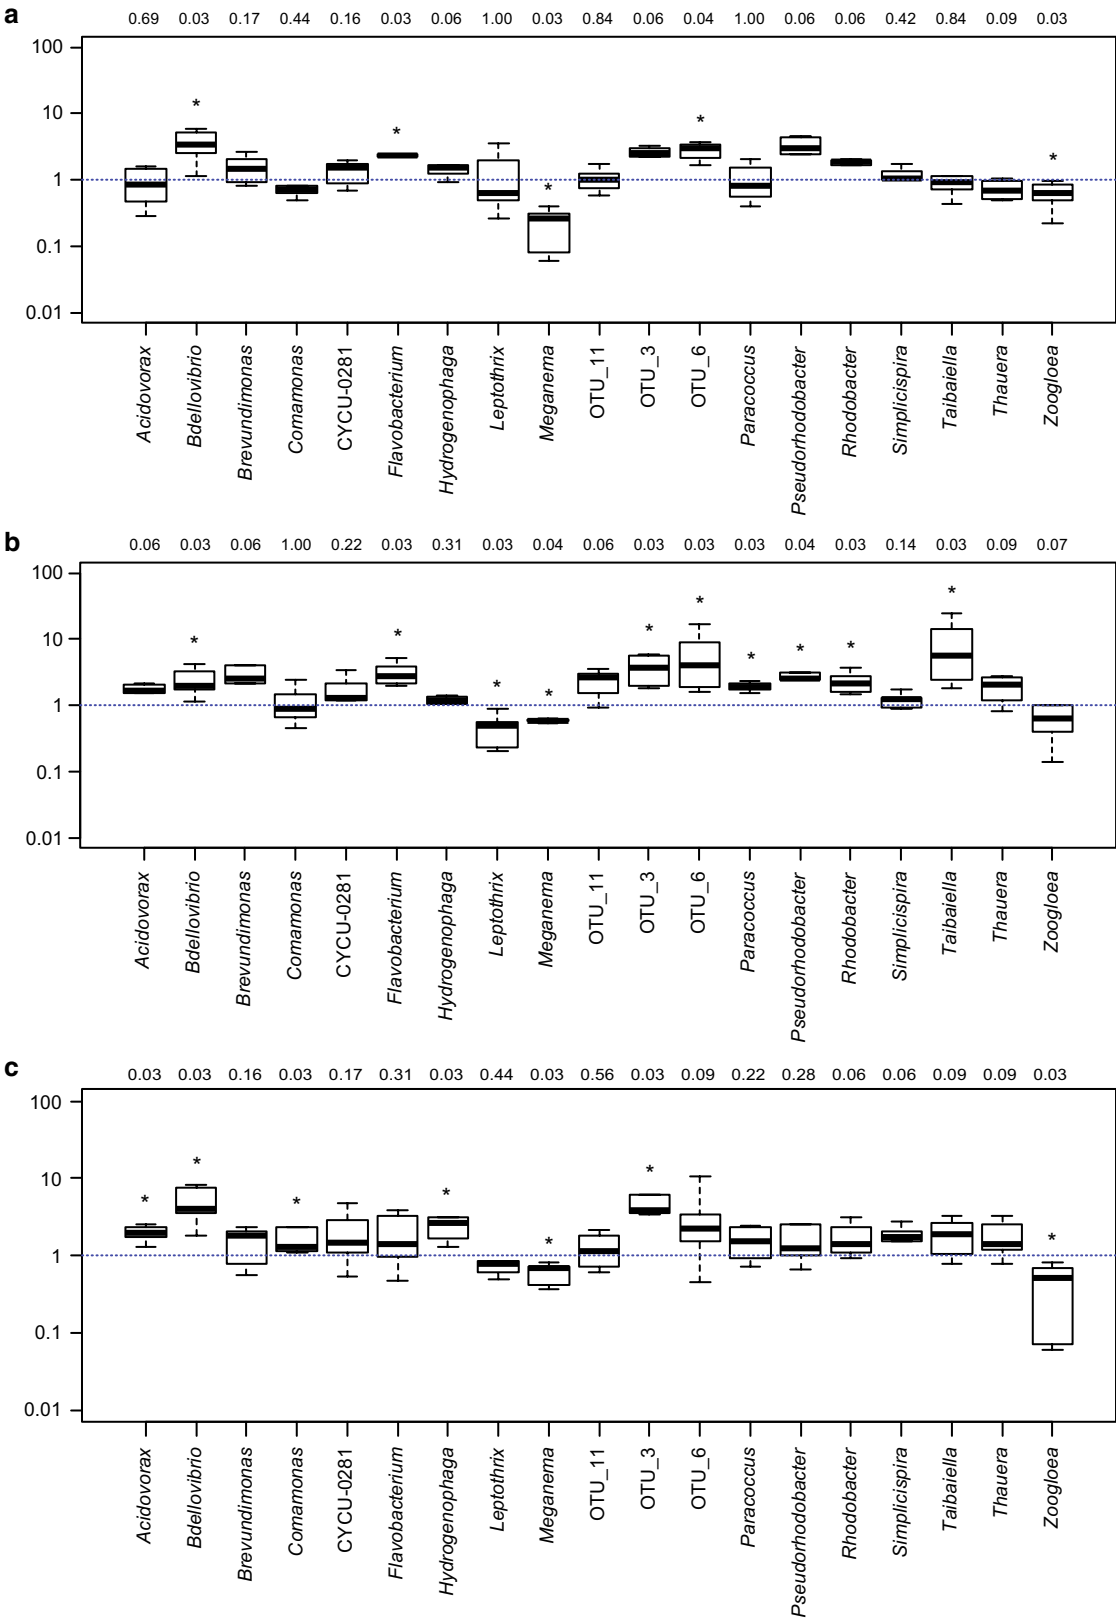 a
0.69 0.03 0.17 0.44 0.16 0.03 0.06 1.00 0.03 0.84 0.06 0.04 1.00 0.06 0.06 0.42 0.84 0.09 0.03
100
10
1
0.1
0.01
* * * * *
Acidovorax Bdellovibrio Brevundimonas Comamonas CYCU-0281 Flavobacterium Hydrogenophaga Leptothrix Meganema OTU_11 OTU_3 OTU_6 Paracoccus Pseudorhodobacter Rhodobacter Simplicispira Taibaiella Thauera Zoogloea
b
0.06 0.03 0.06 1.00 0.22 0.03 0.31 0.03 0.04 0.06 0.03 0.03 0.03 0.04 0.03 0.14 0.03 0.09 0.07
100
10
1
0.1
0.01
* * * * * * * * * *
Acidovorax Bdellovibrio Brevundimonas Comamonas CYCU-0281 Flavobacterium Hydrogenophaga Leptothrix Meganema OTU_11 OTU_3 OTU_6 Paracoccus Pseudorhodobacter Rhodobacter Simplicispira Taibaiella Thauera Zoogloea
c
0.03 0.03 0.16 0.03 0.17 0.31 0.03 0.44 0.03 0.56 0.03 0.09 0.22 0.28 0.06 0.06 0.09 0.09 0.03
100
10
1
0.1
0.01
* * * * * * *
Acidovorax Bdellovibrio Brevundimonas Comamonas CYCU-0281 Flavobacterium Hydrogenophaga Leptothrix Meganema OTU_11 OTU_3 OTU_6 Paracoccus Pseudorhodobacter Rhodobacter Simplicispira Taibaiella Thauera Zoogloea